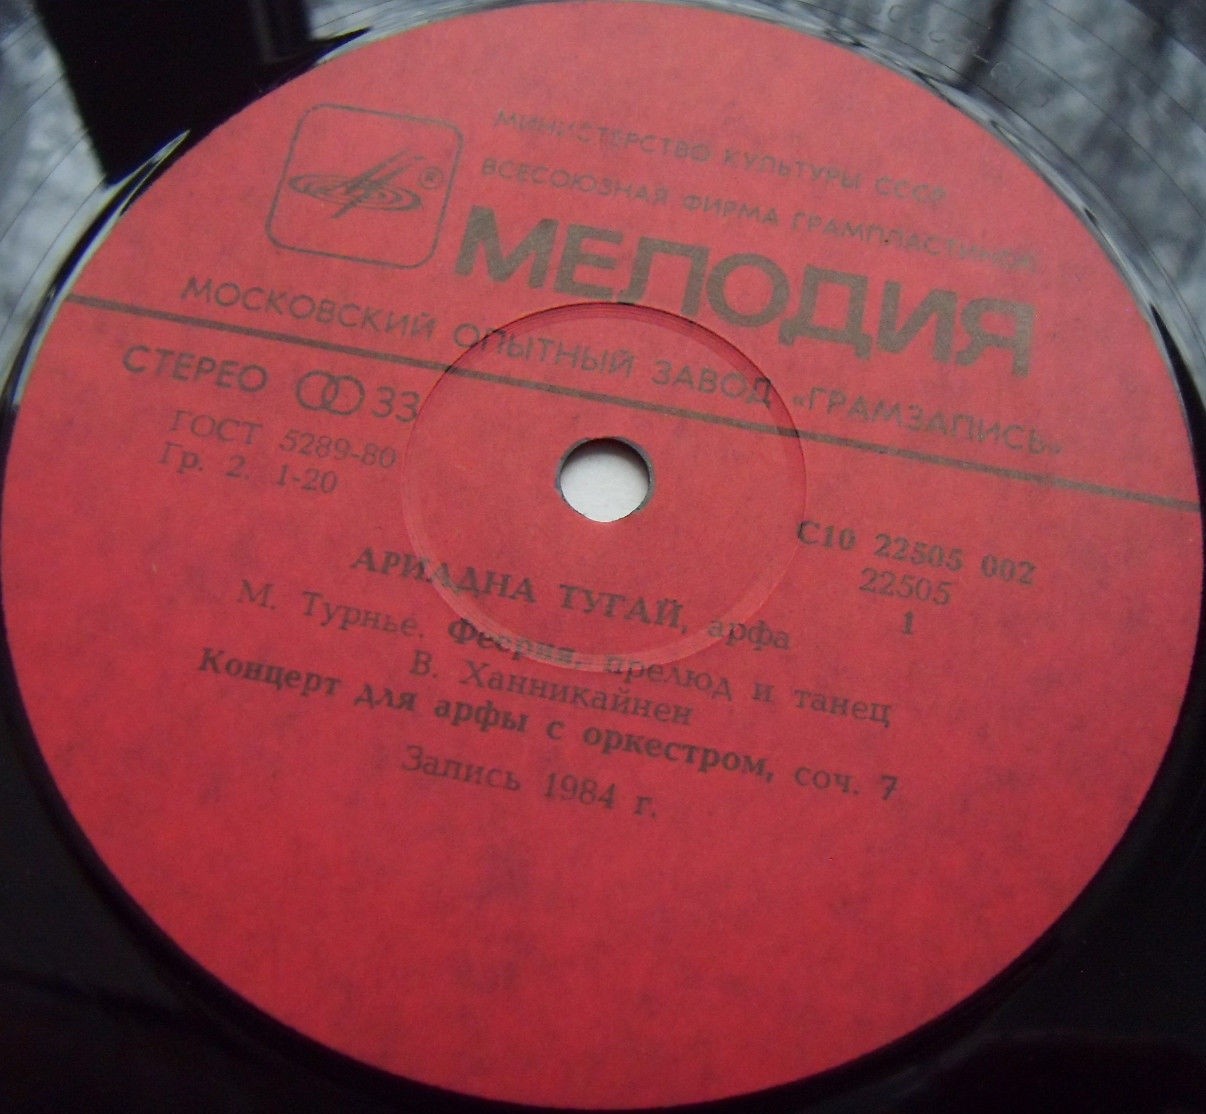 МИНИСТЕРСТВО КУЛЬТУРЫ СССР
ВСЕСОЮЗНАЯ ФИРМА ГРАМПЛАСТИНОК
®
МЕЛОДИЯ
МОСКОВСКИЙ ОПЫТНЫЙ ЗАВОД «ГРАМЗАПИСЬ»
СТЕРЕО 33
ГОСТ 5289-80
Гр. 2. 1-20
С10 22505 002
22505
1
АРИАДНА ТУГАЙ, арфа
М. Турнье. Феерия, прелюд и танец
В. Ханникайнен
Концерт для арфы с оркестром, соч. 7
Запись 1984 г.